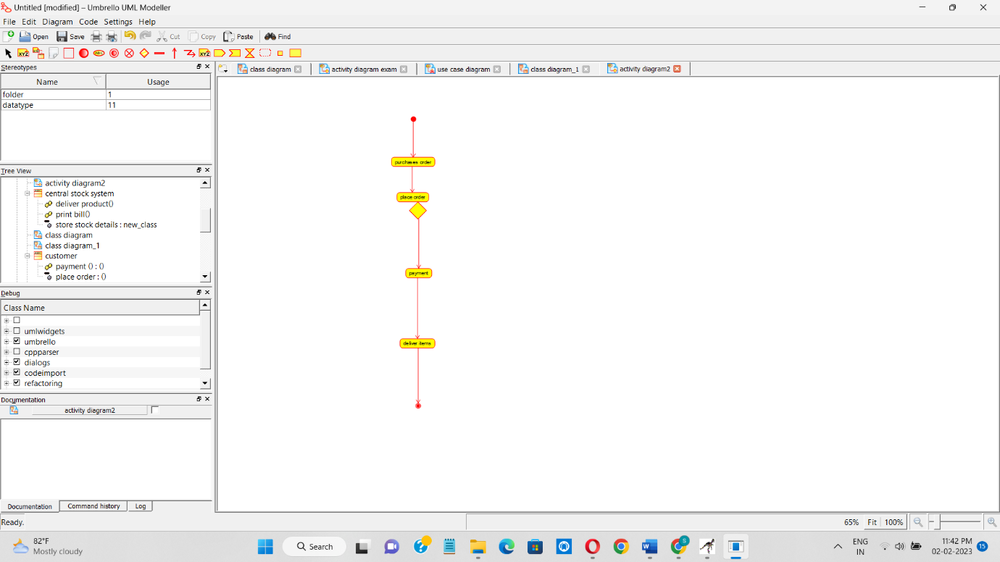 Untitled [modified] – Umbrello UML Modeller
File Edit Diagram Code Settings Help
Open Save Cut Copy Paste Find
XYZ ABC XYZ
Stereotypes
class diagram activity diagram exam use case diagram class diagram_1 activity diagram2
Name Usage
folder 1
datatype 11
purchases order
place order
payment
deliver items
Tree View
activity diagram2
central stock system
deliver product()
print bill()
store stock details : new_class
class diagram
class diagram_1
customer
payment () : ()
place order : ()
Debug
Class Name
umlwidgets
umbrello
cppparser
dialogs
codeimport
refactoring
Documentation
activity diagram2
Documentation Command history Log
Ready.
65% Fit 100%
82°F
Mostly cloudy
Search
S
ENG
IN
11:42 PM
02-02-2023
15